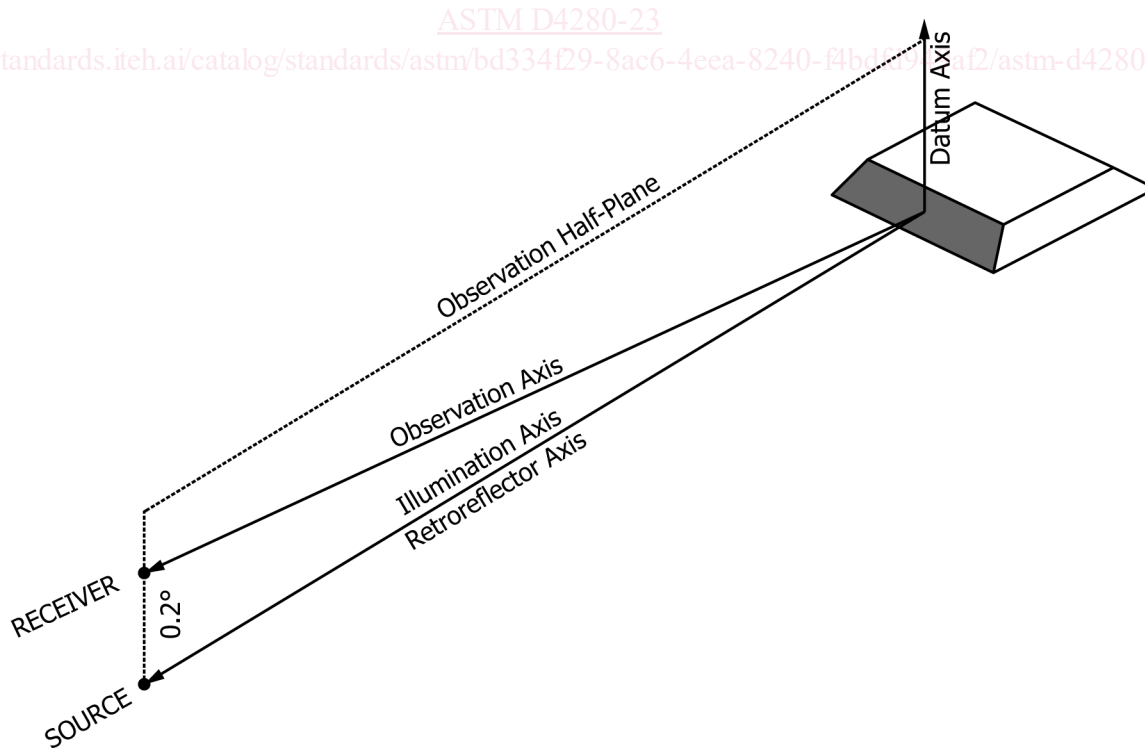 ASTM D4280-23
Datum Axis
Observation Half-Plane
Observation Axis
Illumination Axis
Retroreflector Axis
RECEIVER
0.2°
SOURCE